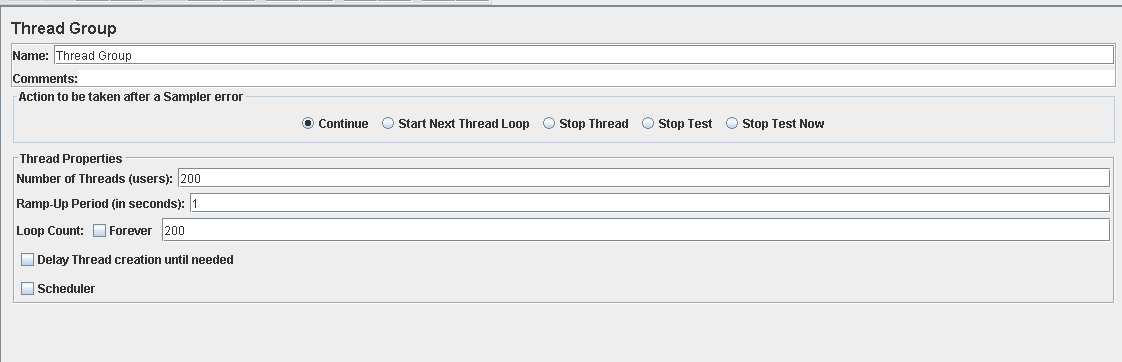 Thread Group
Name: Thread Group
Comments:
Action to be taken after a Sampler error
Continue Start Next Thread Loop Stop Thread Stop Test Stop Test Now
Thread Properties
Number of Threads (users): 200
Ramp-Up Period (in seconds): 1
Loop Count: Forever 200
Delay Thread creation until needed
Scheduler